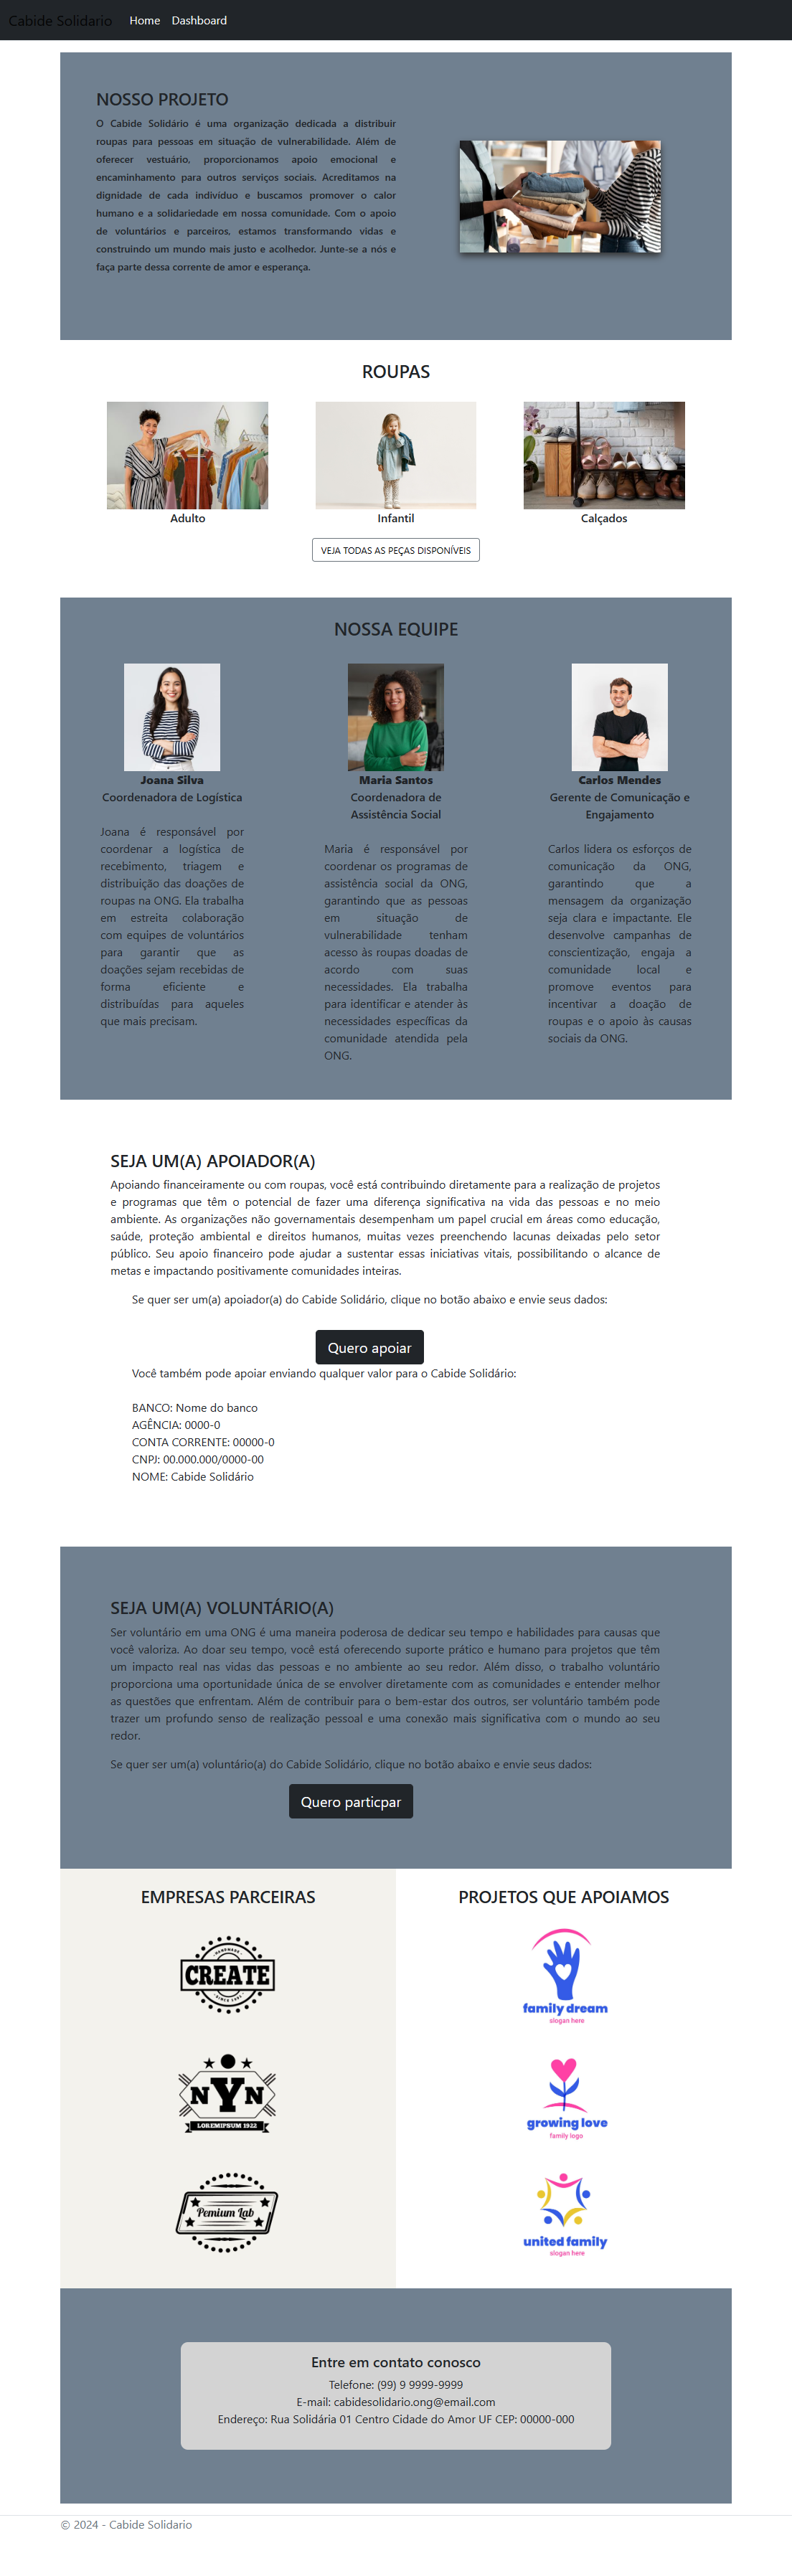 Cabide Solidario Home Dashboard
NOSSO PROJETO
O Cabide Solidário é uma organização dedicada a distribuir
roupas para pessoas em situação de vulnerabilidade. Além de
oferecer vestuário, proporcionamos apoio emocional e
encaminhamento para outros serviços sociais. Acreditamos na
dignidade de cada indivíduo e buscamos promover o calor
humano e a solidariedade em nossa comunidade. Com o apoio
de voluntários e parceiros, estamos transformando vidas e
construindo um mundo mais justo e acolhedor. Junte-se a nós e
faça parte dessa corrente de amor e esperança.
ROUPAS
Adulto
Infantil
Calçados
VEJA TODAS AS PEÇAS DISPONÍVEIS
NOSSA EQUIPE
Joana Silva
Coordenadora de Logística
Joana é responsável por
coordenar a logística de
recebimento, triagem e
distribuição das doações de
roupas na ONG. Ela trabalha
em estreita colaboração
com equipes de voluntários
para garantir que as
doações sejam recebidas de
forma eficiente e
distribuídas para aqueles
que mais precisam.
Maria Santos
Coordenadora de
Assistência Social
Maria é responsável por
coordenar os programas de
assistência social da ONG,
garantindo que as pessoas
em situação de
vulnerabilidade tenham
acesso às roupas doadas de
acordo com suas
necessidades. Ela trabalha
para identificar e atender às
necessidades específicas da
comunidade atendida pela
ONG.
Carlos Mendes
Gerente de Comunicação e
Engajamento
Carlos lidera os esforços de
comunicação da ONG,
garantindo que a
mensagem da organização
seja clara e impactante. Ele
desenvolve campanhas de
conscientização, engaja a
comunidade local e
promove eventos para
incentivar a doação de
roupas e o apoio às causas
sociais da ONG.
SEJA UM(A) APOIADOR(A)
Apoiando financeiramente ou com roupas, você está contribuindo diretamente para a realização de projetos
e programas que têm o potencial de fazer uma diferença significativa na vida das pessoas e no meio
ambiente. As organizações não governamentais desempenham um papel crucial em áreas como educação,
saúde, proteção ambiental e direitos humanos, muitas vezes preenchendo lacunas deixadas pelo setor
público. Seu apoio financeiro pode ajudar a sustentar essas iniciativas vitais, possibilitando o alcance de
metas e impactando positivamente comunidades inteiras.
Se quer ser um(a) apoiador(a) do Cabide Solidário, clique no botão abaixo e envie seus dados:
Quero apoiar
Você também pode apoiar enviando qualquer valor para o Cabide Solidário:
BANCO: Nome do banco
AGÊNCIA: 0000-0
CONTA CORRENTE: 00000-0
CNPJ: 00.000.000/0000-00
NOME: Cabide Solidário
SEJA UM(A) VOLUNTÁRIO(A)
Ser voluntário em uma ONG é uma maneira poderosa de dedicar seu tempo e habilidades para causas que
você valoriza. Ao doar seu tempo, você está oferecendo suporte prático e humano para projetos que têm
um impacto real nas vidas das pessoas e no ambiente ao seu redor. Além disso, o trabalho voluntário
proporciona uma oportunidade única de se envolver diretamente com as comunidades e entender melhor
as questões que enfrentam. Além de contribuir para o bem-estar dos outros, ser voluntário também pode
trazer um profundo senso de realização pessoal e uma conexão mais significativa com o mundo ao seu
redor.
Se quer ser um(a) voluntário(a) do Cabide Solidário, clique no botão abaixo e envie seus dados:
Quero particpar
EMPRESAS PARCEIRAS
HANDMADE
CREATE
NYN
LOREMIPSUM 1922
Pemium Lab
PROJETOS QUE APOIAMOS
family dream
slogan here
growing love
family logo
united family
slogan here
Entre em contato conosco
Telefone: (99) 9 9999-9999
E-mail: cabidesolidario.ong@email.com
Endereço: Rua Solidária 01 Centro Cidade do Amor UF CEP: 00000-000
© 2024 - Cabide Solidario